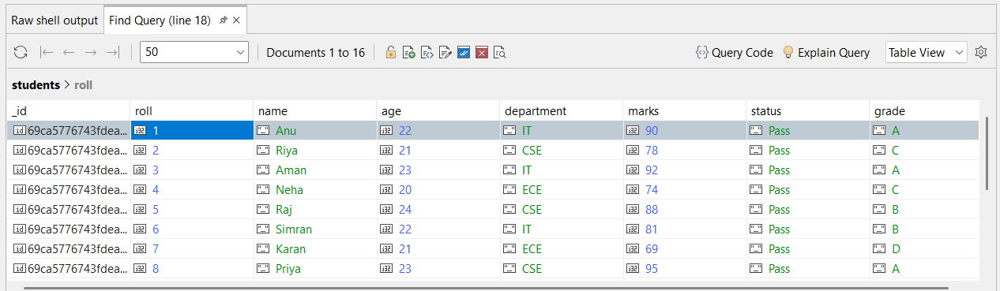 Raw shell output Find Query (line 18)
50 Documents 1 to 16 Query Code Explain Query Table View
students > roll
_id roll name age department marks status grade
69ca5776743fdea... 1 Anu 22 IT 90 Pass A
69ca5776743fdea... 2 Riya 21 CSE 78 Pass C
69ca5776743fdea... 3 Aman 23 IT 92 Pass A
69ca5776743fdea... 4 Neha 20 ECE 74 Pass C
69ca5776743fdea... 5 Raj 24 CSE 88 Pass B
69ca5776743fdea... 6 Simran 22 IT 81 Pass B
69ca5776743fdea... 7 Karan 21 ECE 69 Pass D
69ca5776743fdea... 8 Priya 23 CSE 95 Pass A